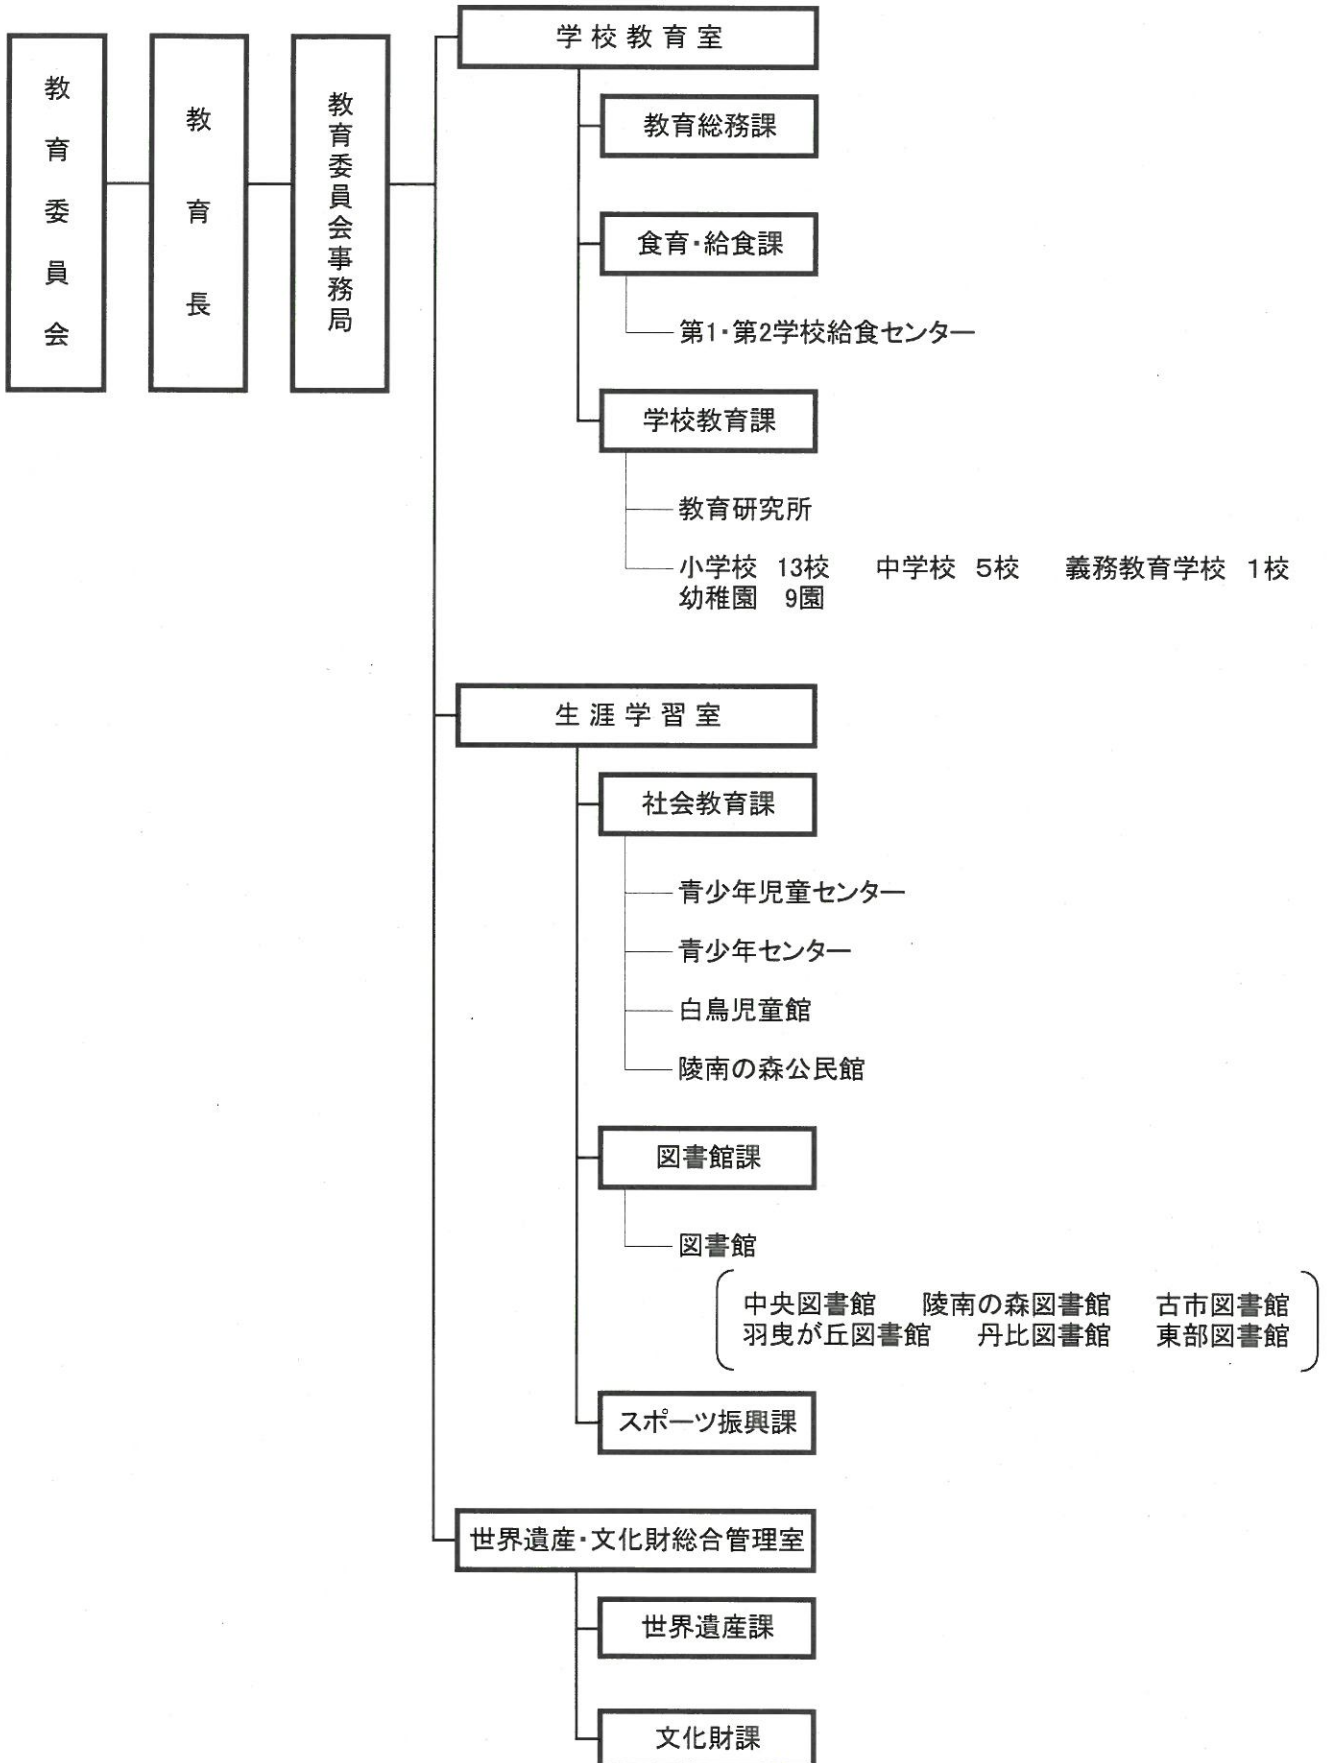 教育委員会
教育長
教育委員会事務局
学校教育室
教育総務課
食育・給食課
第1・第2学校給食センター
学校教育課
教育研究所
小学校 13校 中学校 5校 義務教育学校 1校
幼稚園 9園
生涯学習室
社会教育課
青少年児童センター
青少年センター
白鳥児童館
陵南の森公民館
図書館課
図書館
中央図書館 陵南の森図書館 古市図書館
羽曳が丘図書館 丹比図書館 東部図書館
スポーツ振興課
世界遺産・文化財総合管理室
世界遺産課
文化財課